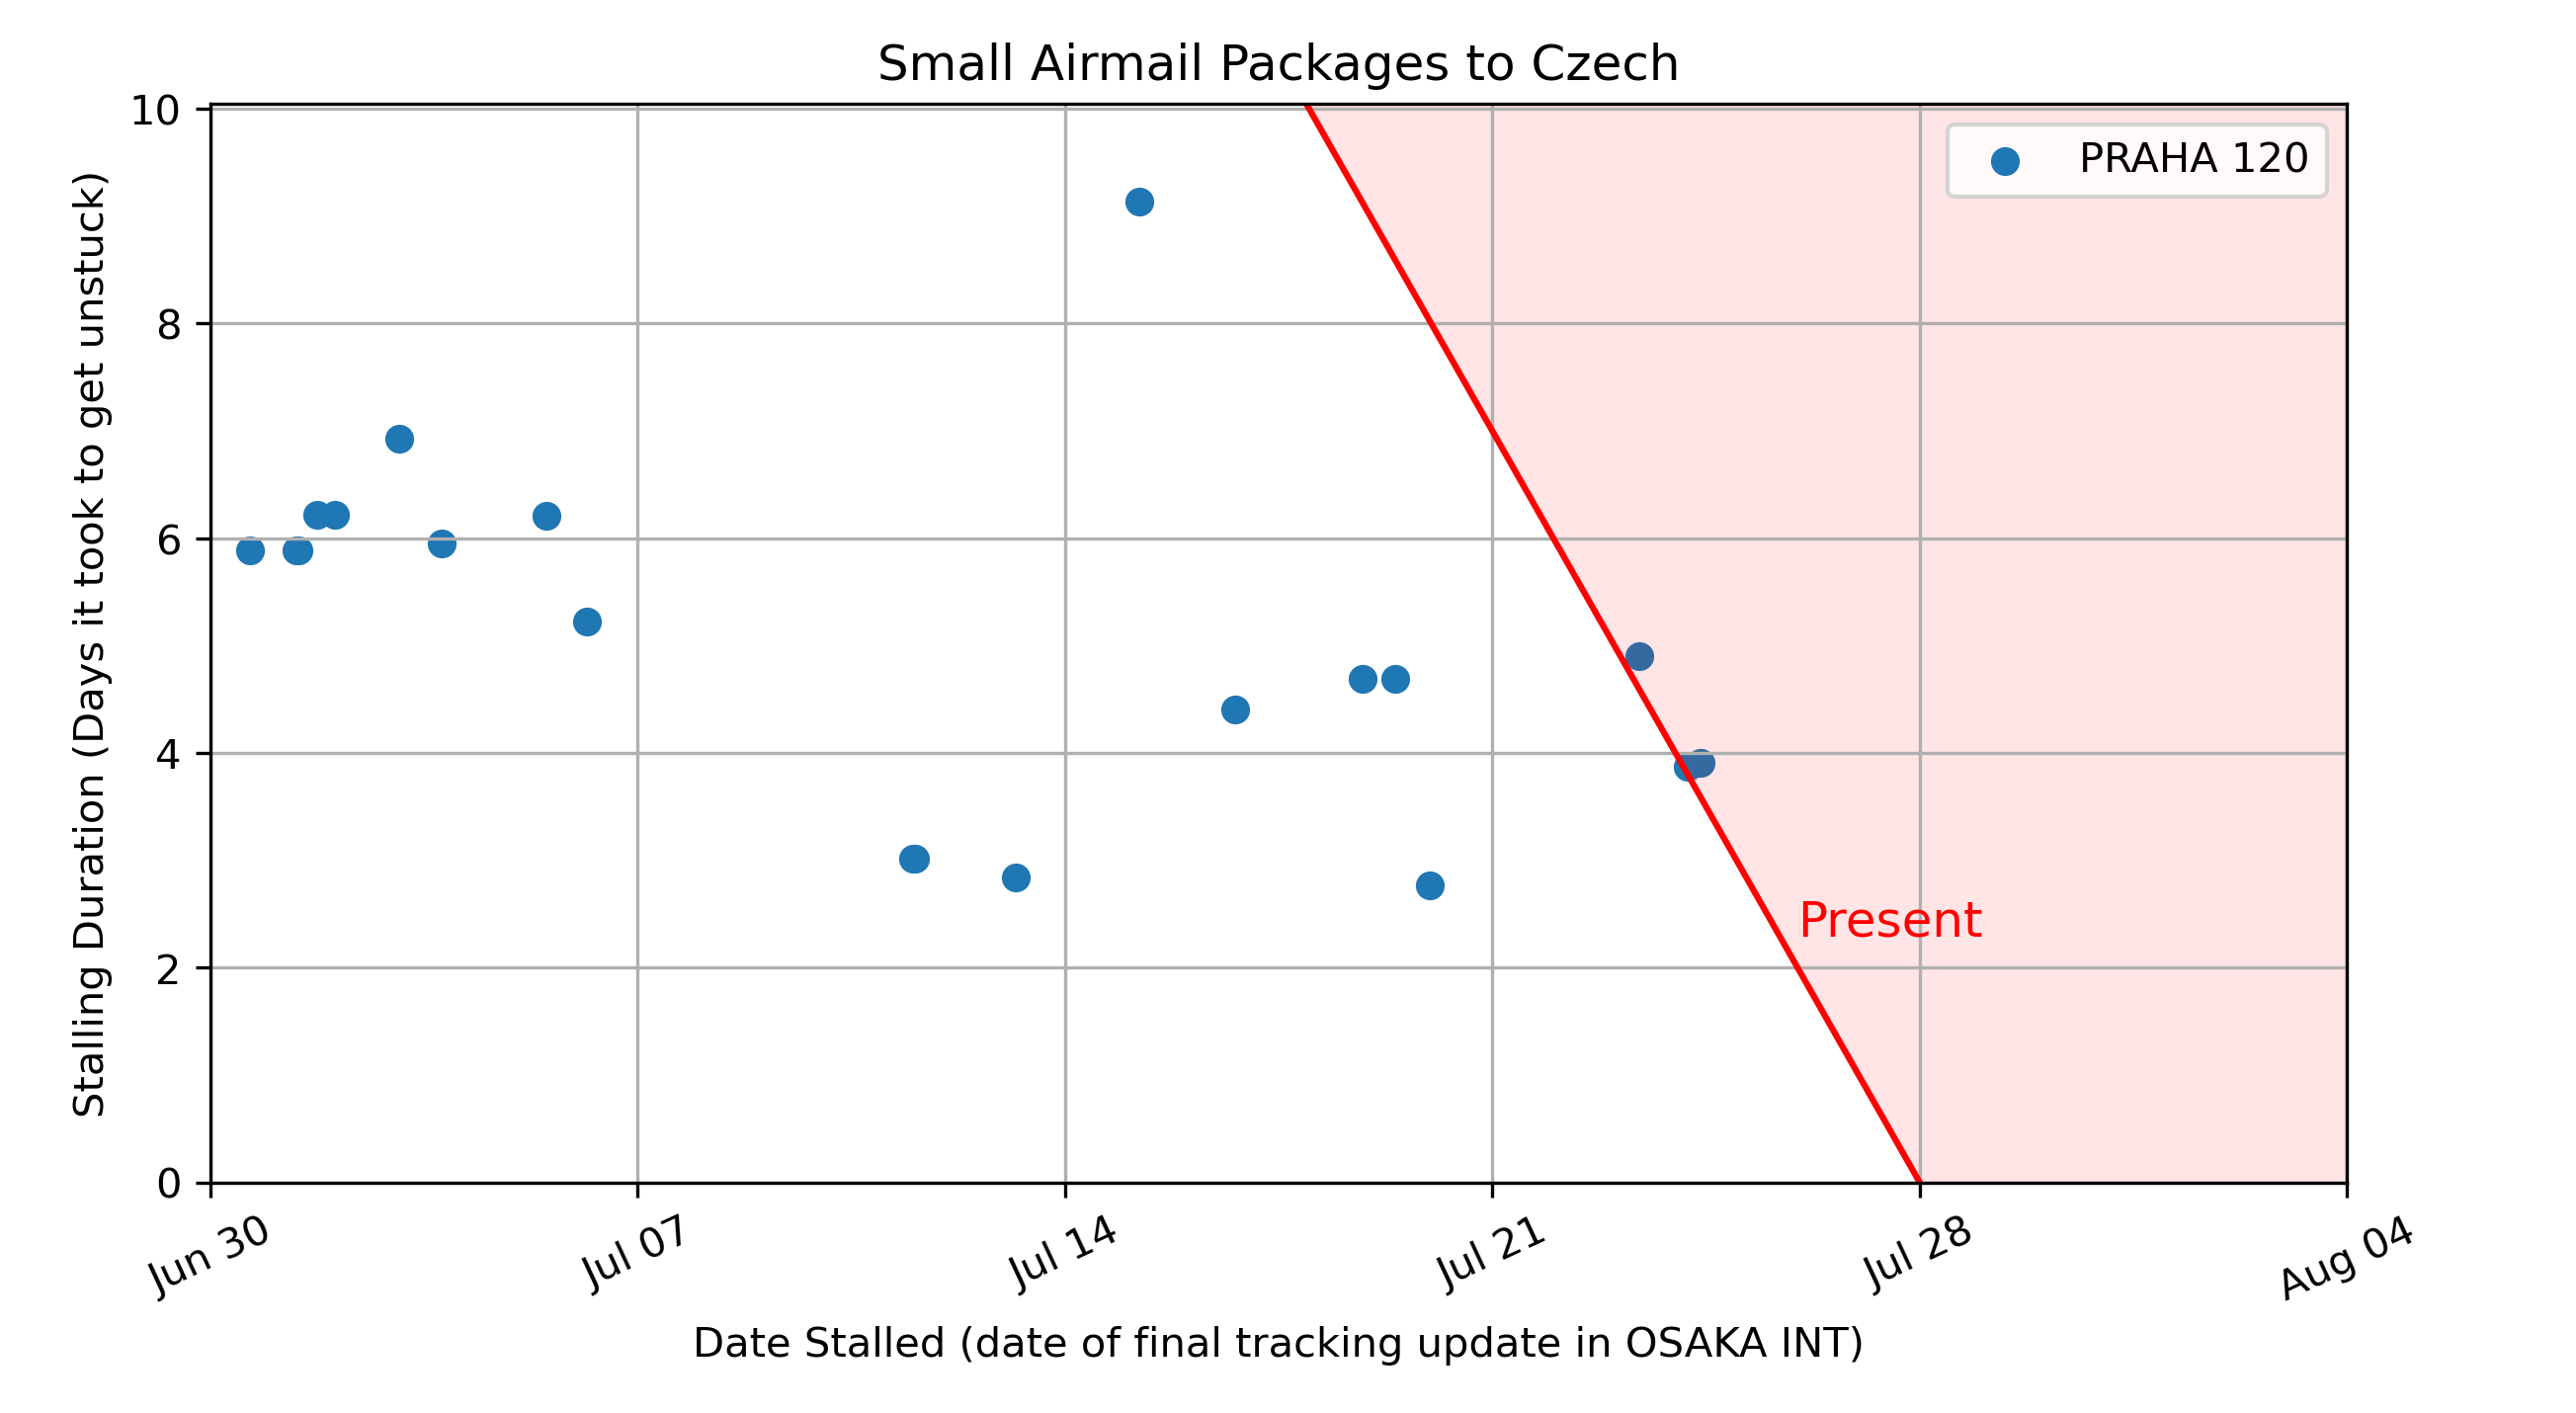 Small Airmail Packages to Czech
Stalling Duration (Days it took to get unstuck)
10
8
6
4
2
0
PRAHA 120
Present
Jun 30
Jul 07
Jul 14
Jul 21
Jul 28
Aug 04
Date Stalled (date of final tracking update in OSAKA INT)